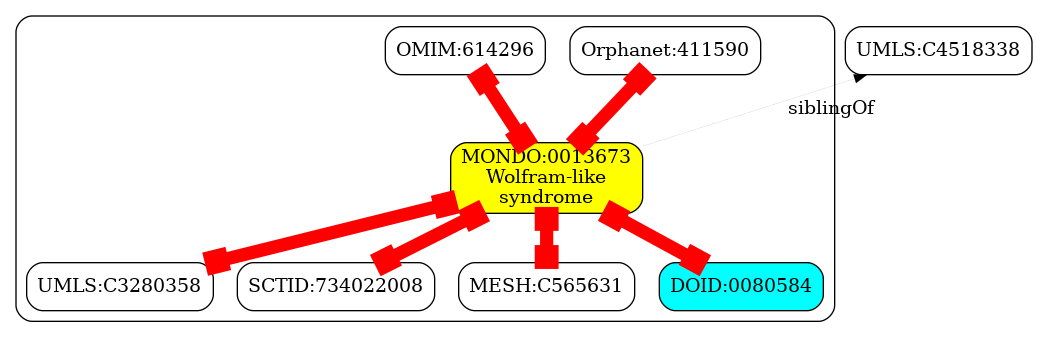 OMIM:614296
Orphanet:411590
UMLS:C4518338
siblingOf
MONDO:0013673
Wolfram-like
syndrome
UMLS:C3280358
SCTID:734022008
MESH:C565631
DOID:0080584